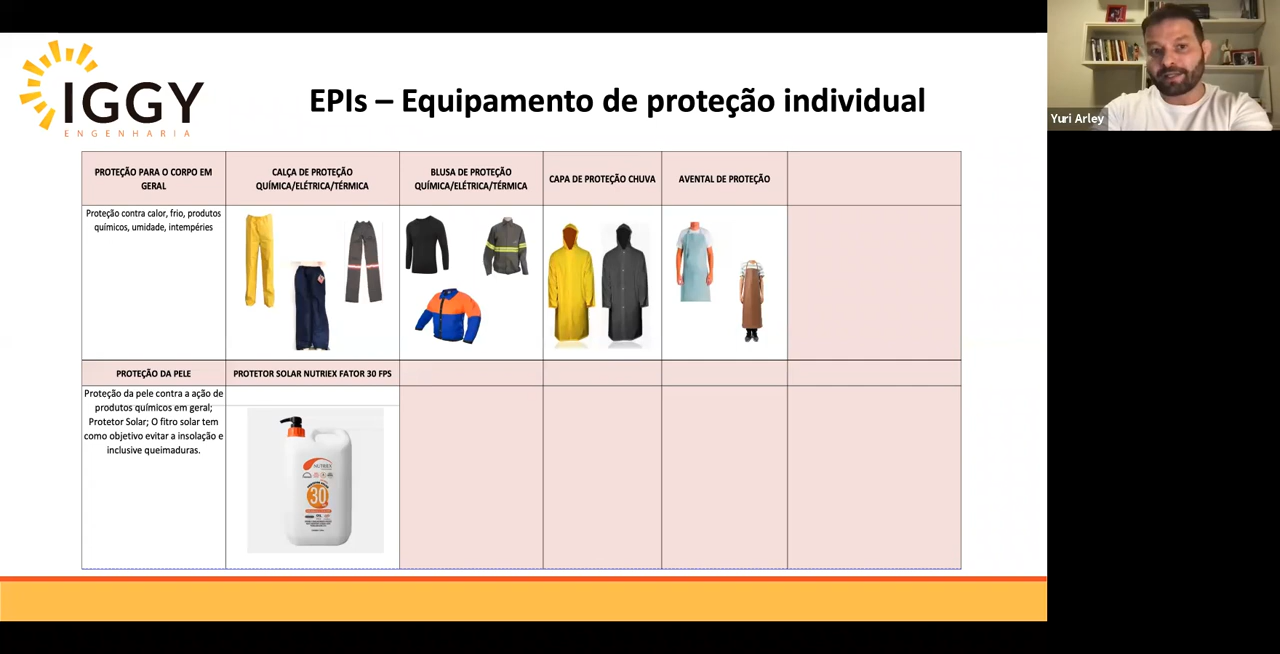 IGGY
ENGENHARIA
EPIs – Equipamento de proteção individual
Yuri Arley
PROTEÇÃO PARA O CORPO EM
GERAL
CALÇA DE PROTEÇÃO
QUÍMICA/ELÉTRICA/TÉRMICA
BLUSA DE PROTEÇÃO
QUÍMICA/ELÉTRICA/TÉRMICA
CAPA DE PROTEÇÃO CHUVA
AVENTAL DE PROTEÇÃO
Proteção contra calor, frio, produtos
químicos, umidade, intempéries
PROTEÇÃO DA PELE
PROTETOR SOLAR NUTRIEX FATOR 30 FPS
Proteção da pele contra a ação de
produtos químicos em geral;
Protetor Solar; O fitro solar tem
como objetivo evitar a insolação e
inclusive queimaduras.
NUTRIEX
30